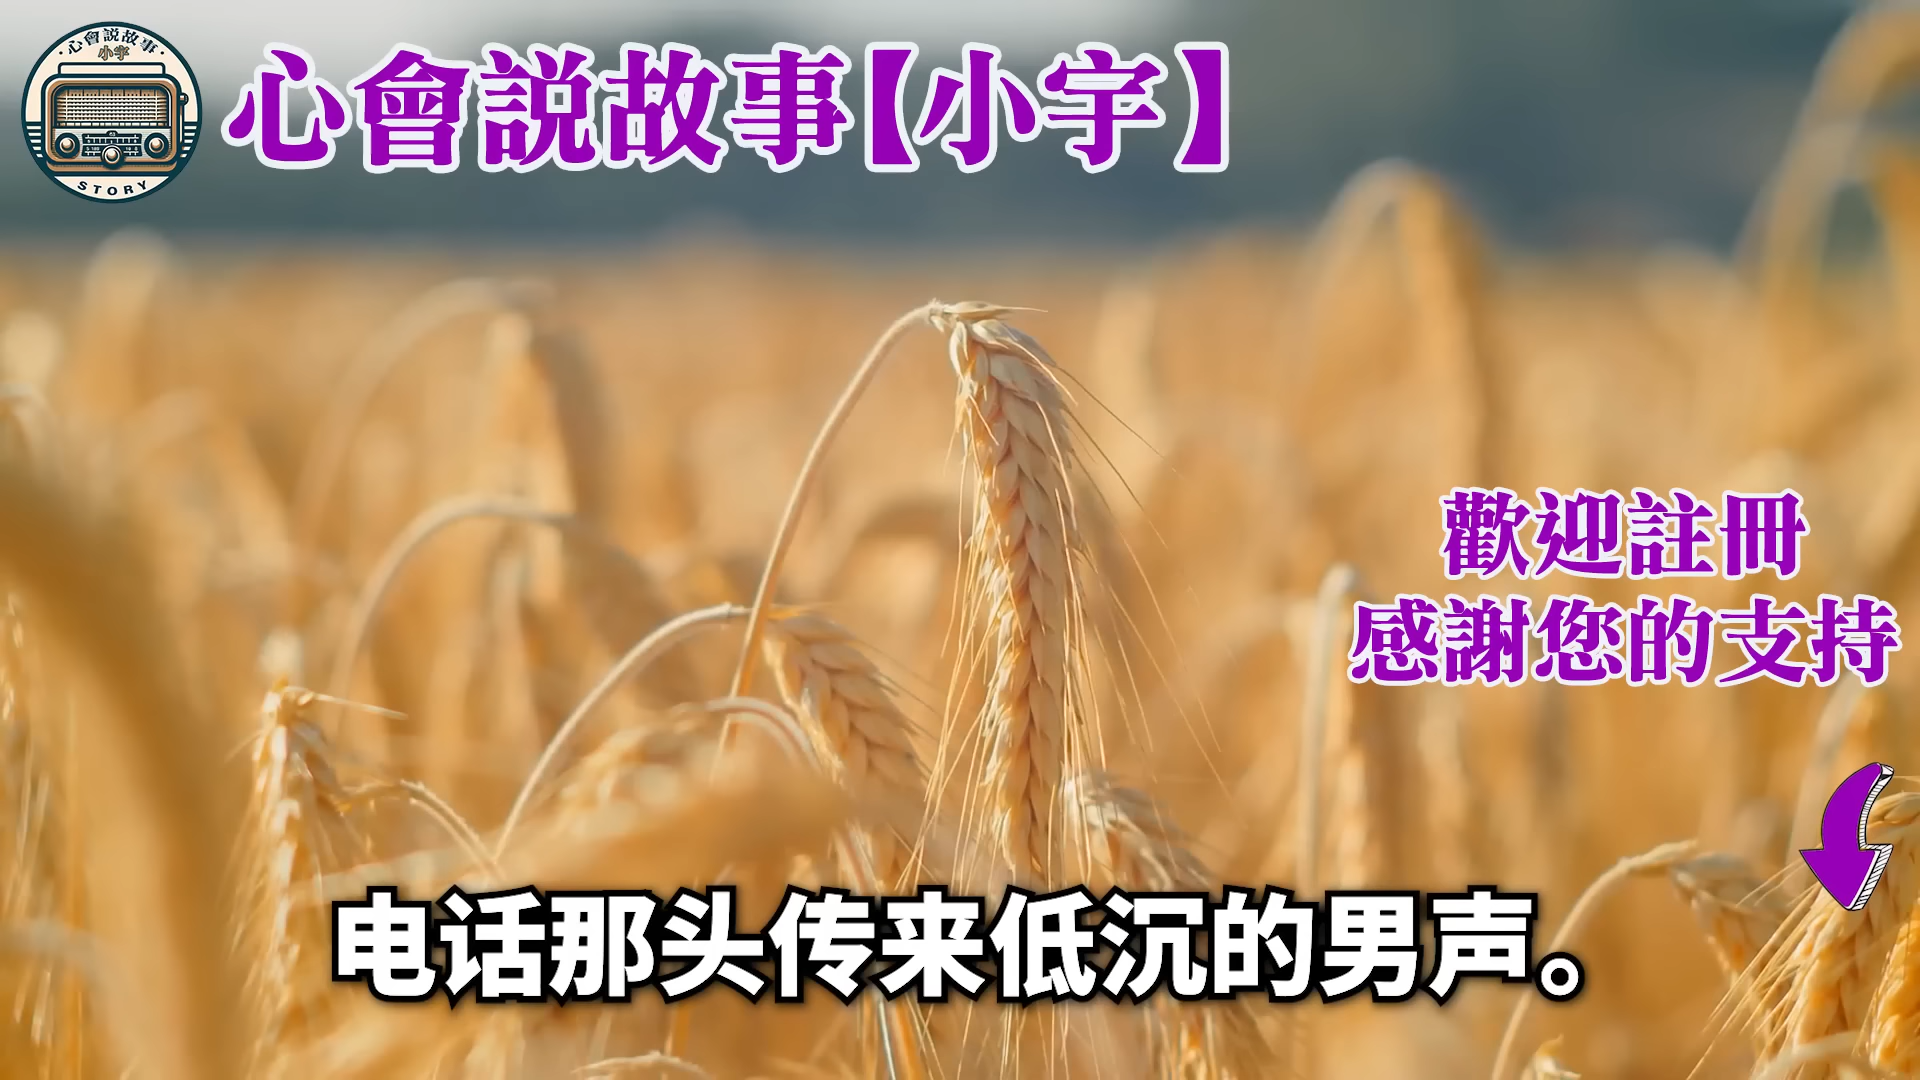 ·心會説故事·
小宇
STORY
心會説故事【小宇】
歡迎註冊
感謝您的支持
电话那头传来低沉的男声。